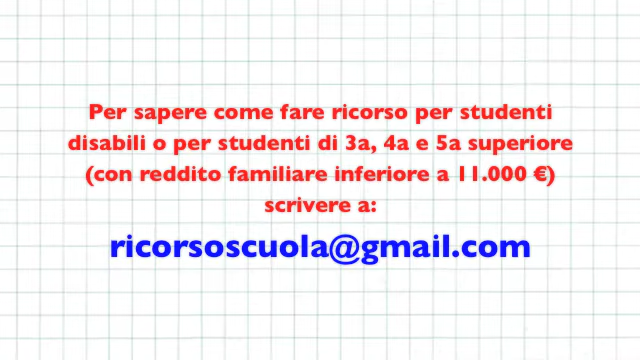 Per sapere come fare ricorso per studenti
disabili o per studenti di 3a, 4a e 5a superiore
(con reddito familiare inferiore a 11.000 €)
scrivere a:
ricorsoscuola@gmail.com